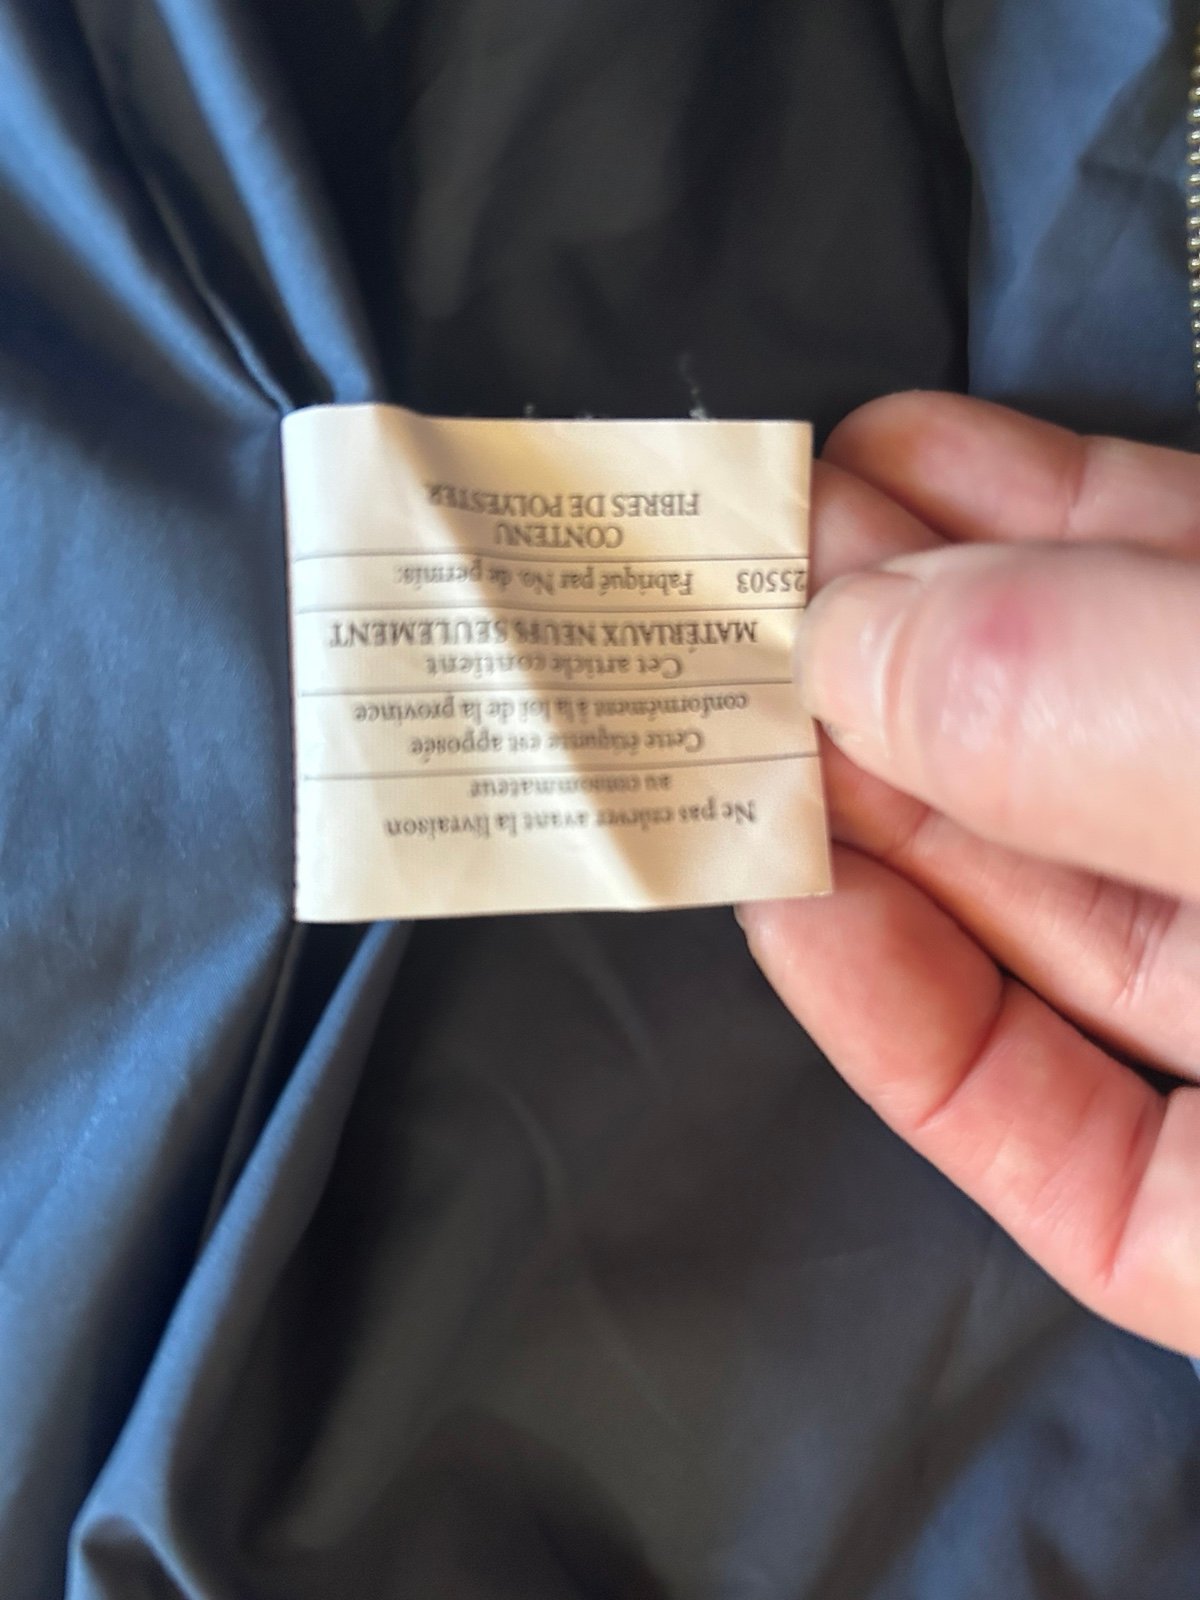 Ne pas enlever avant la livraison
au consommateur
Cette étiquette est apposée
conformément à la loi de la province
Cet article contient
MATÉRIAUX NEUFS SEULEMENT
Fabriqué par No. de permis:
25503
CONTENU
FIBRES DE POLYESTER